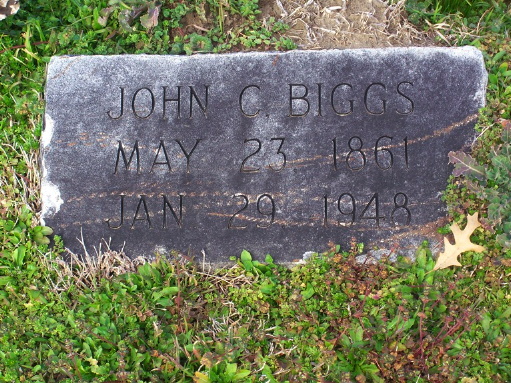 JOHN C. BIGGS
MAY 23 1861
JAN 29 1948